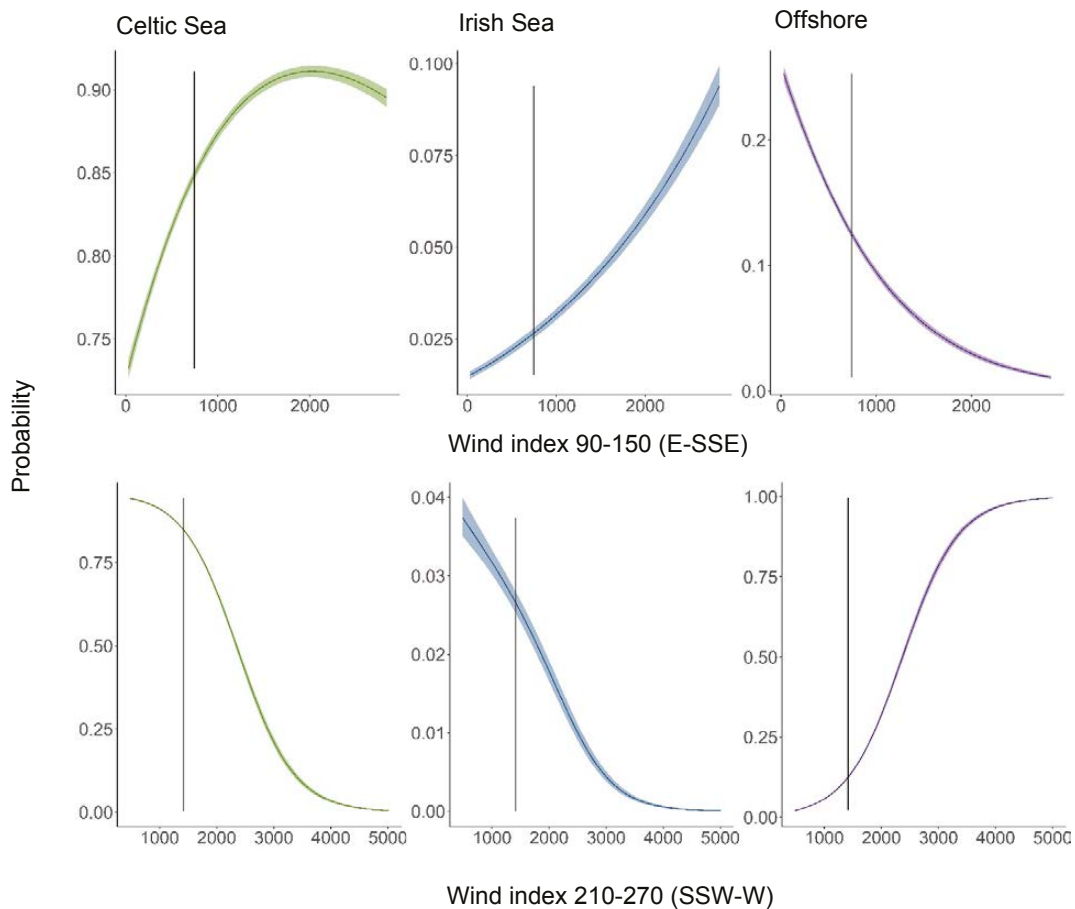 Celtic Sea
Irish Sea
Offshore
0.90
0.85
0.80
0.75
0 1000 2000
0.100
0.075
0.050
0.025
0 1000 2000
0.2
0.1
0.0
0 1000 2000
Wind index 90-150 (E-SSE)
Probability
0.75
0.50
0.25
0.00
1000 2000 3000 4000 5000
0.04
0.03
0.02
0.01
0.00
1000 2000 3000 4000 5000
1.00
0.75
0.50
0.25
0.00
1000 2000 3000 4000 5000
Wind index 210-270 (SSW-W)